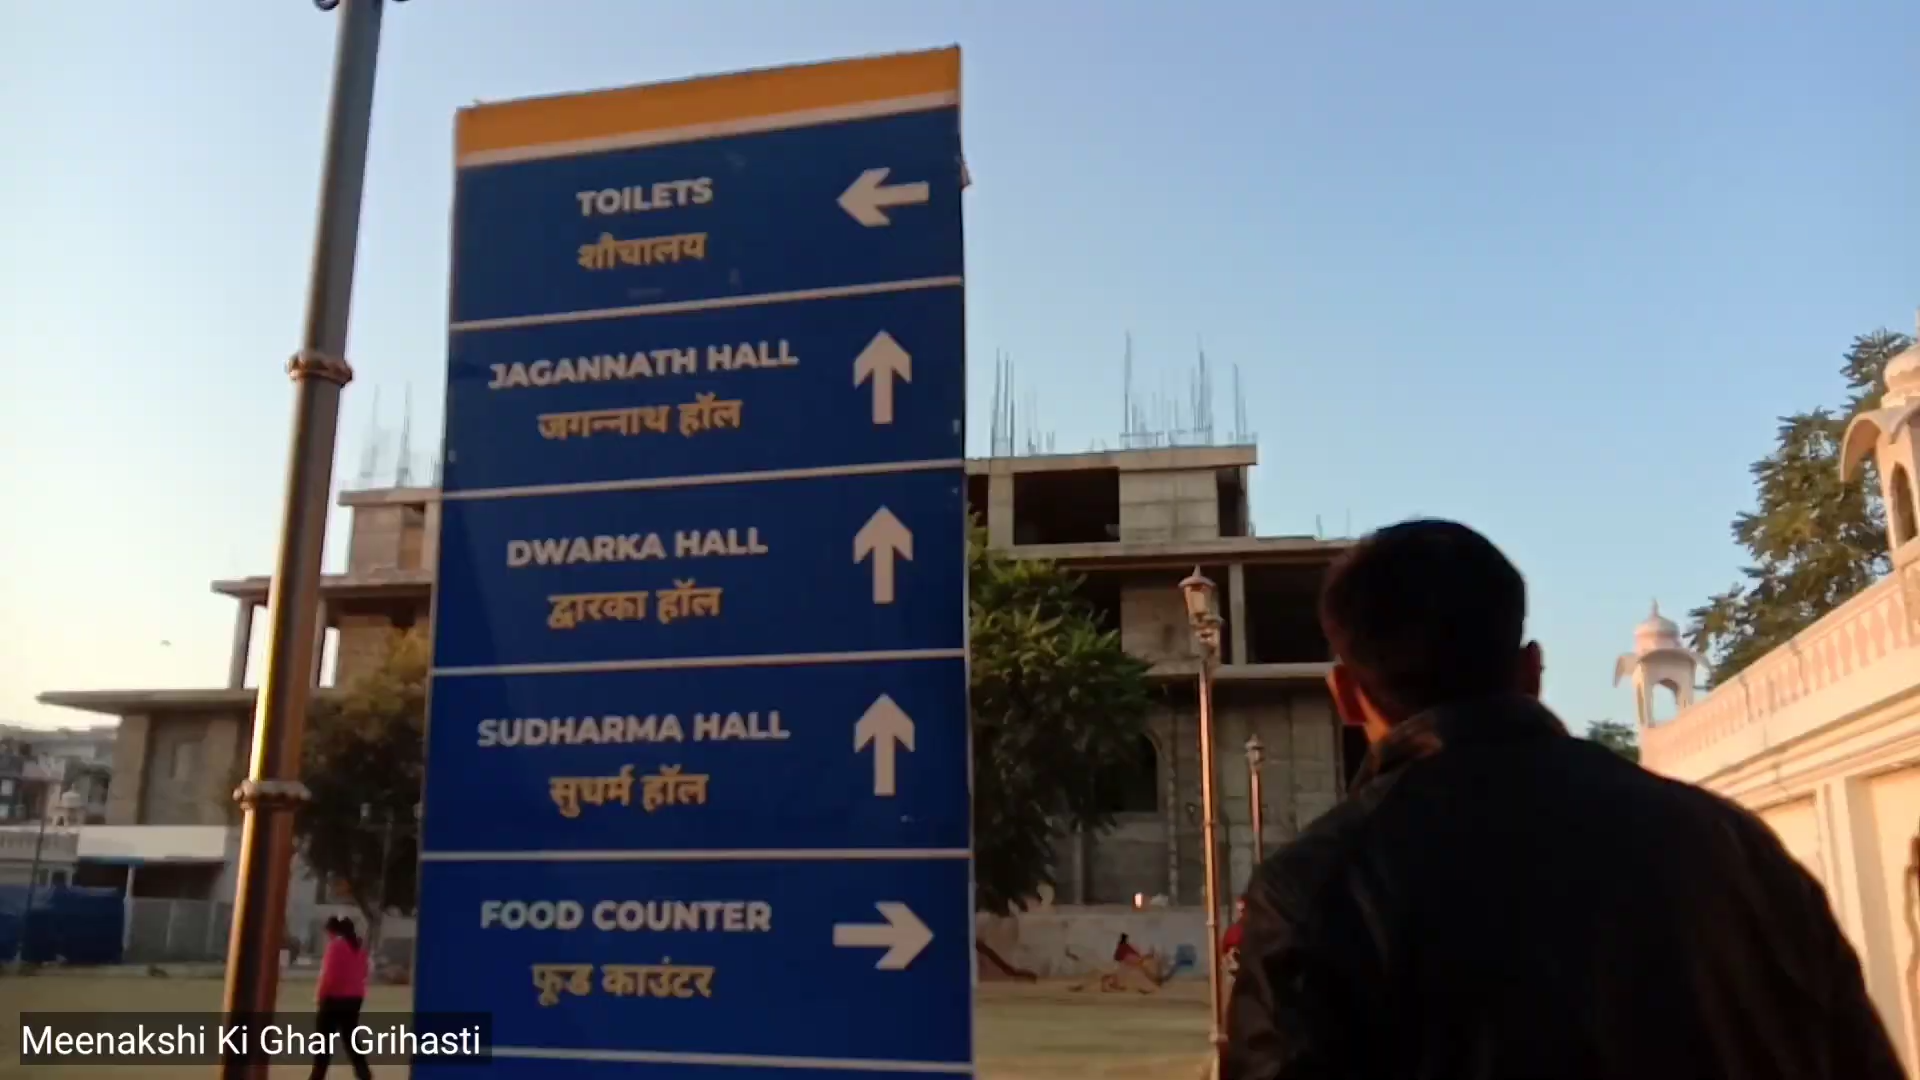 TOILETS
शौचालय
JAGANNATH HALL
जगन्नाथ हॉल
DWARKA HALL
द्वारका हॉल
SUDHARMA HALL
सुधर्म हॉल
FOOD COUNTER
फूड काउंटर
Meenakshi Ki Ghar Grihasti